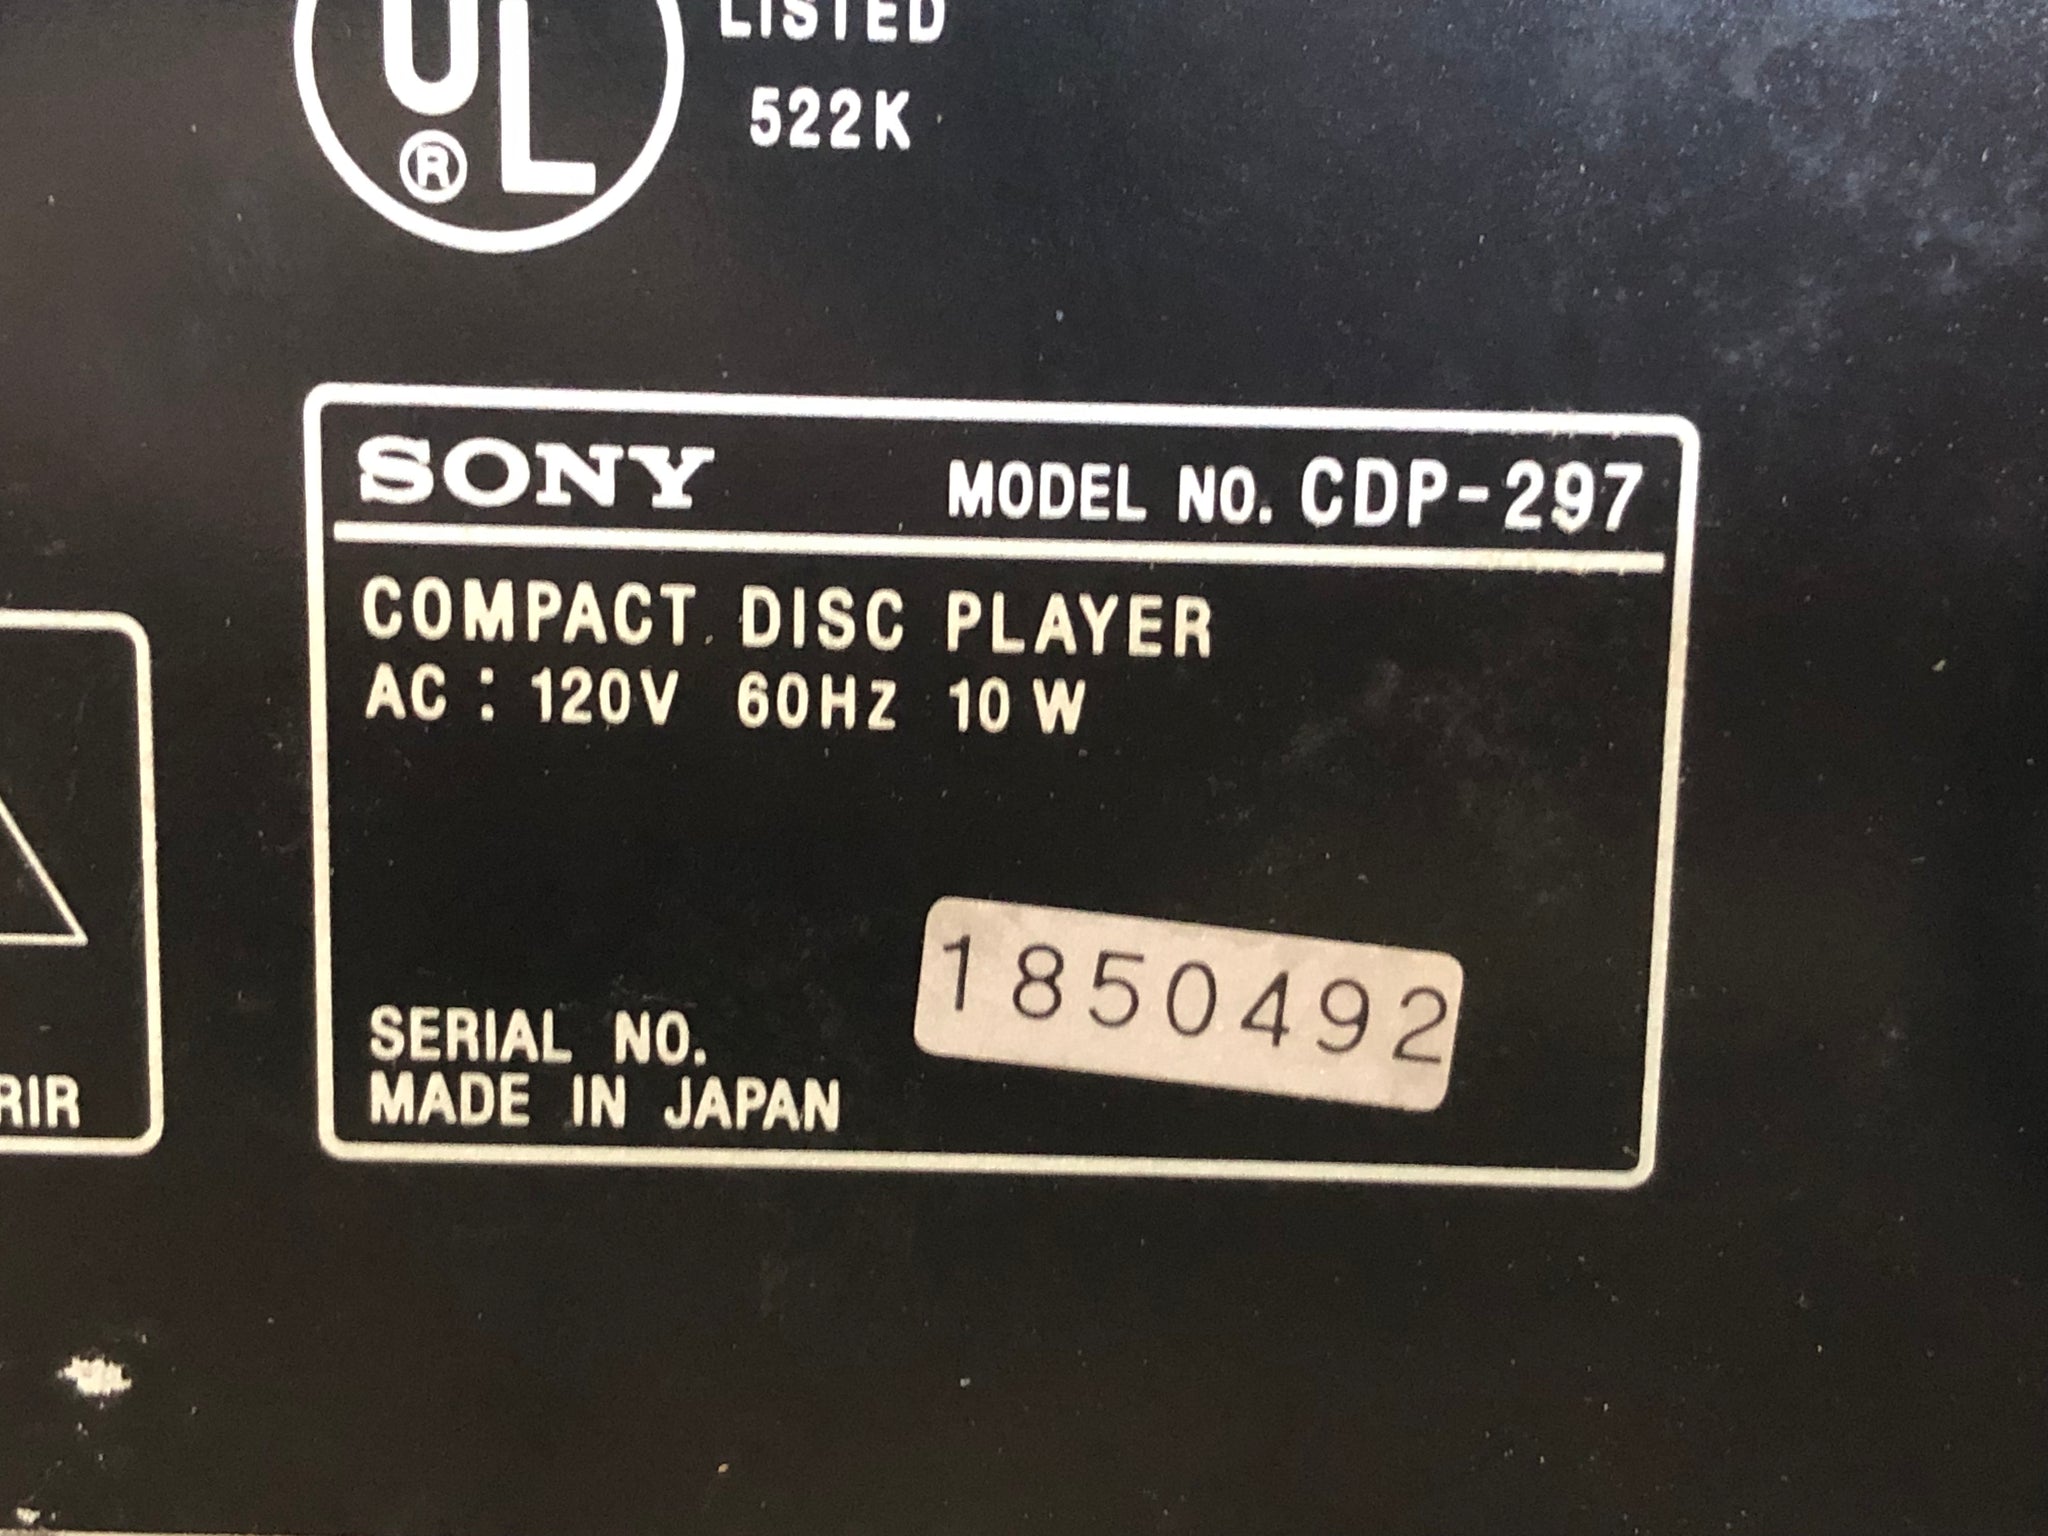 UL
®
LISTED
522K
SONY MODEL NO. CDP-297
COMPACT DISC PLAYER
AC : 120V 60HZ 10 W
1850492
SERIAL NO.
MADE IN JAPAN